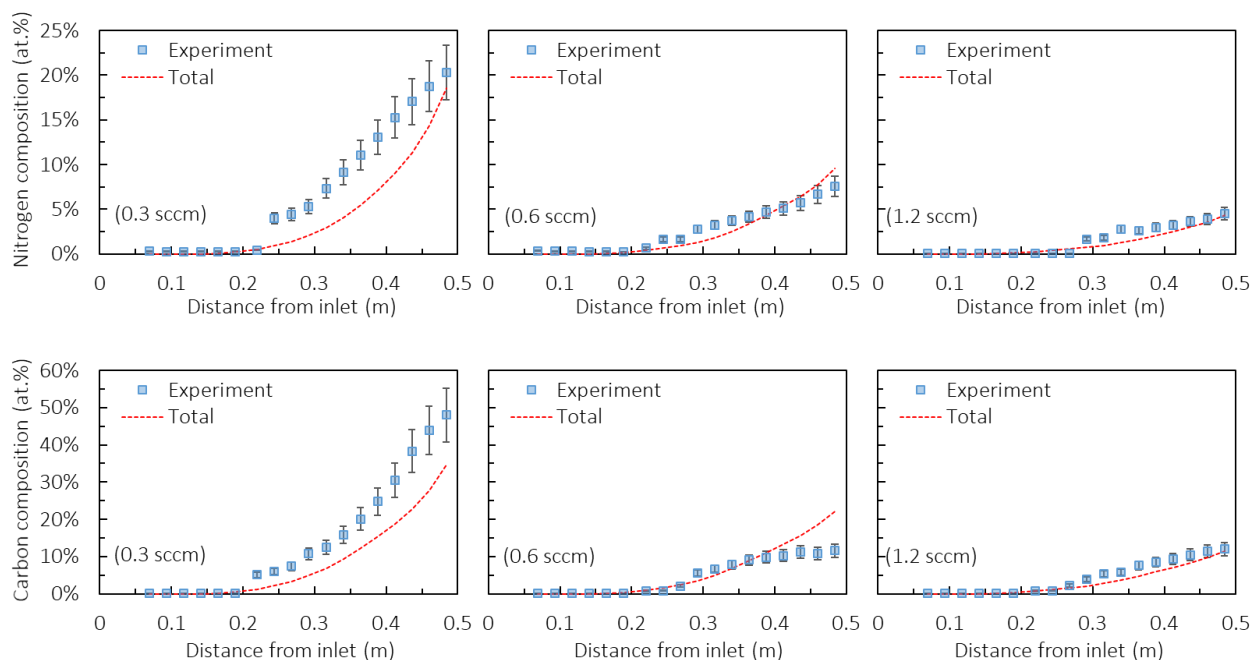 Nitrogen composition (at.%)
25%
20%
15%
10%
5%
0%
Experiment
Total
(0.3 sccm)
0 0.1 0.2 0.3 0.4 0.5
Distance from inlet (m)
Experiment
Total
(0.6 sccm)
0 0.1 0.2 0.3 0.4 0.5
Distance from inlet (m)
Experiment
Total
(1.2 sccm)
0 0.1 0.2 0.3 0.4 0.5
Distance from inlet (m)
Carbon composition (at.%)
60%
50%
40%
30%
20%
10%
0%
Experiment
Total
(0.3 sccm)
0 0.1 0.2 0.3 0.4 0.5
Distance from inlet (m)
Experiment
Total
(0.6 sccm)
0 0.1 0.2 0.3 0.4 0.5
Distance from inlet (m)
Experiment
Total
(1.2 sccm)
0 0.1 0.2 0.3 0.4 0.5
Distance from inlet (m)